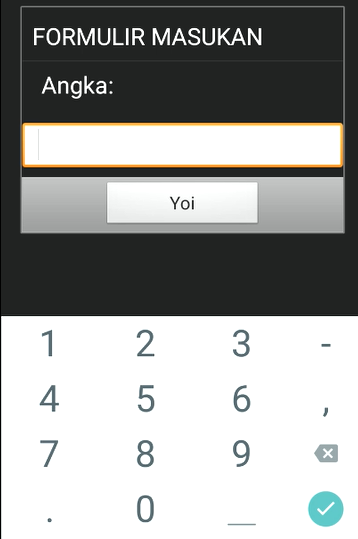 FORMULIR MASUKAN
Angka:
Yoi
1 2 3 -
4 5 6 ,
7 8 9
. 0 _